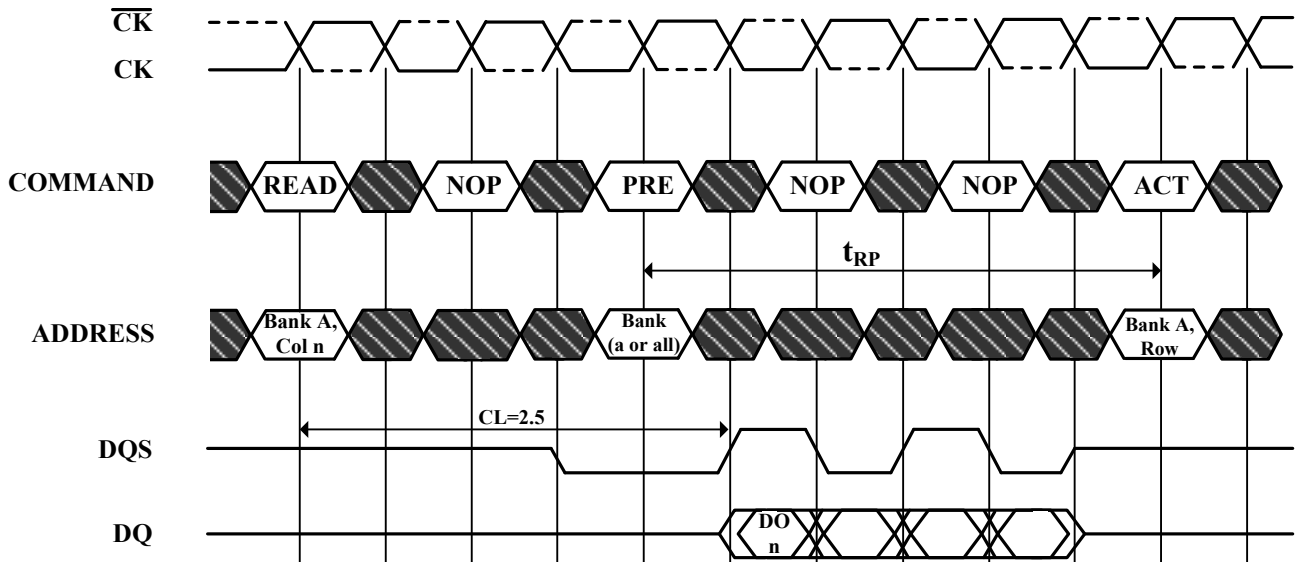 C̅K̅
CK
COMMAND
READ
NOP
PRE
NOP
NOP
ACT
tRP
ADDRESS
Bank A,
Col n
Bank
(a or all)
Bank A,
Row
CL=2.5
DQS
DQ
DO
n